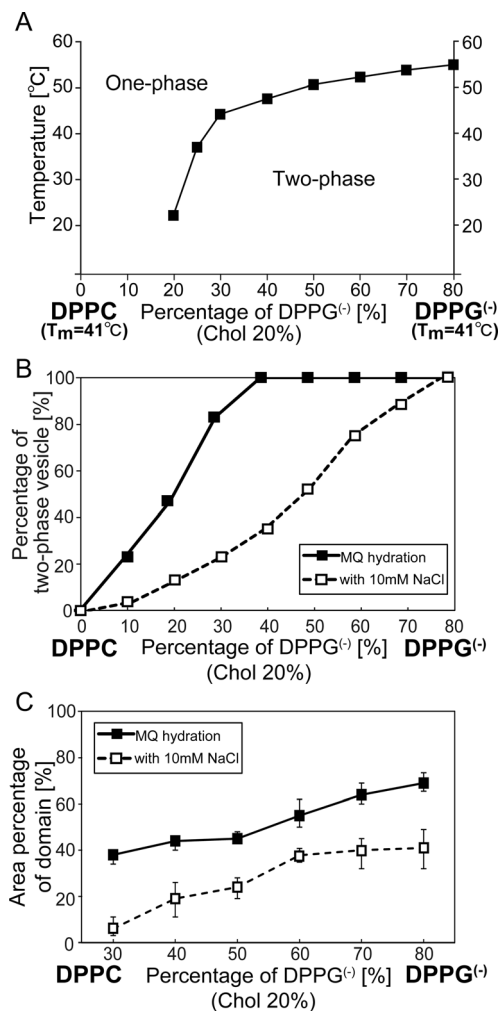 A
Temperature [°C]
60
50
40
30
20
One-phase
Two-phase
60
50
40
30
20
0 10 20 30 40 50 60 70 80
DPPC Percentage of DPPG(-) [%] DPPG(-)
(Tm=41°C) (Chol 20%) (Tm=41°C)
B
Percentage of
two-phase vesicle [%]
100
80
60
40
20
0
MQ hydration
with 10mM NaCl
0 10 20 30 40 50 60 70 80
DPPC Percentage of DPPG(-) [%] DPPG(-)
(Chol 20%)
C
Area percentage
of domain [%]
100
80
60
40
20
0
MQ hydration
with 10mM NaCl
30 40 50 60 70 80
DPPC Percentage of DPPG(-) [%] DPPG(-)
(Chol 20%)